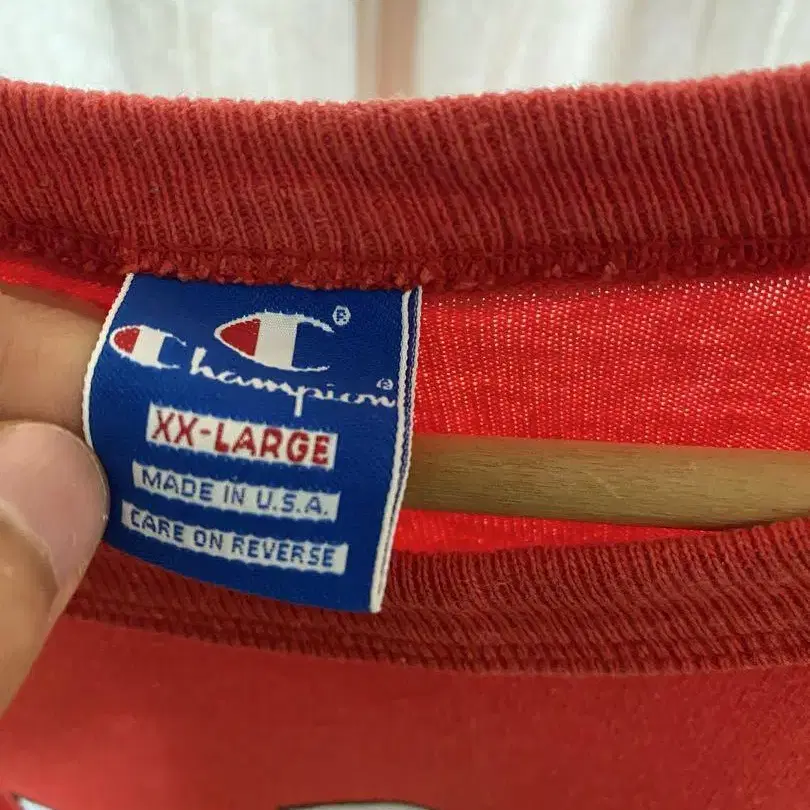 Champion®
XX-LARGE
MADE IN U.S.A.
CARE ON REVERSE